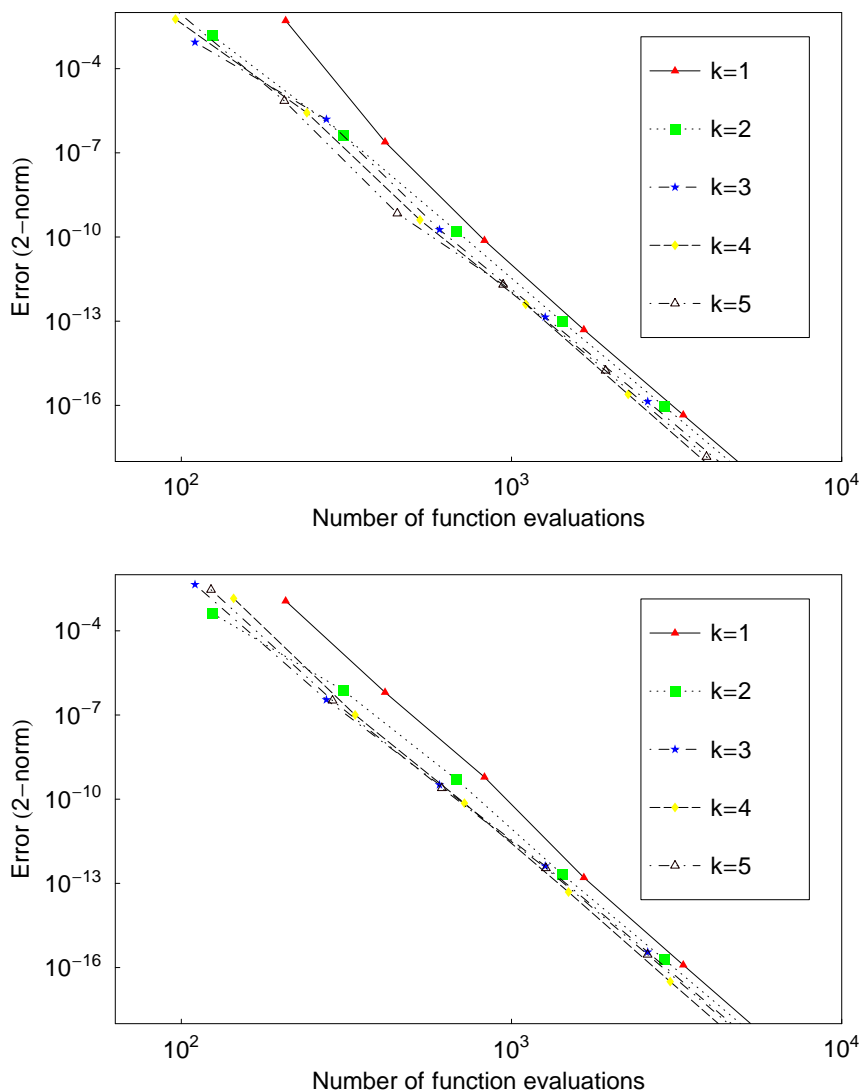 10^−4
10^−7
10^−10
10^−13
10^−16
Error (2−norm)
k=1
k=2
k=3
k=4
k=5
10^2
10^3
10^4
Number of function evaluations
10^−4
10^−7
10^−10
10^−13
10^−16
Error (2−norm)
k=1
k=2
k=3
k=4
k=5
10^2
10^3
10^4
Number of function evaluations